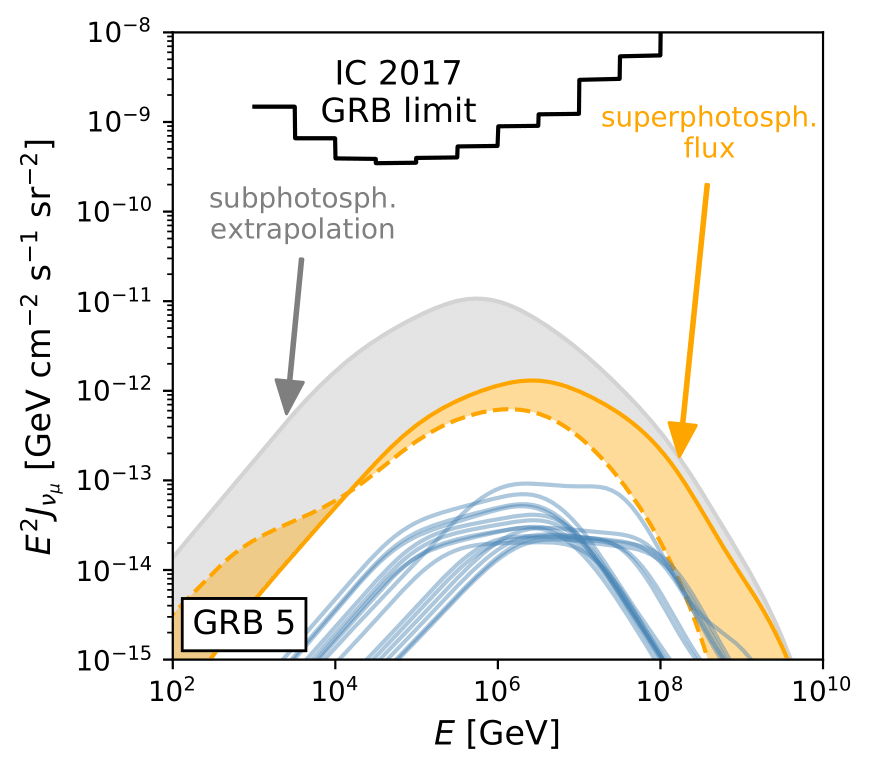 10⁻⁸
10⁻⁹
10⁻¹⁰
10⁻¹¹
10⁻¹²
10⁻¹³
10⁻¹⁴
10⁻¹⁵
E²J_{ν_μ} [GeV cm⁻² s⁻¹ sr⁻²]
IC 2017
GRB limit
superphotosph.
flux
subphotosph.
extrapolation
GRB 5
10² 10⁴ 10⁶ 10⁸ 10¹⁰
E [GeV]